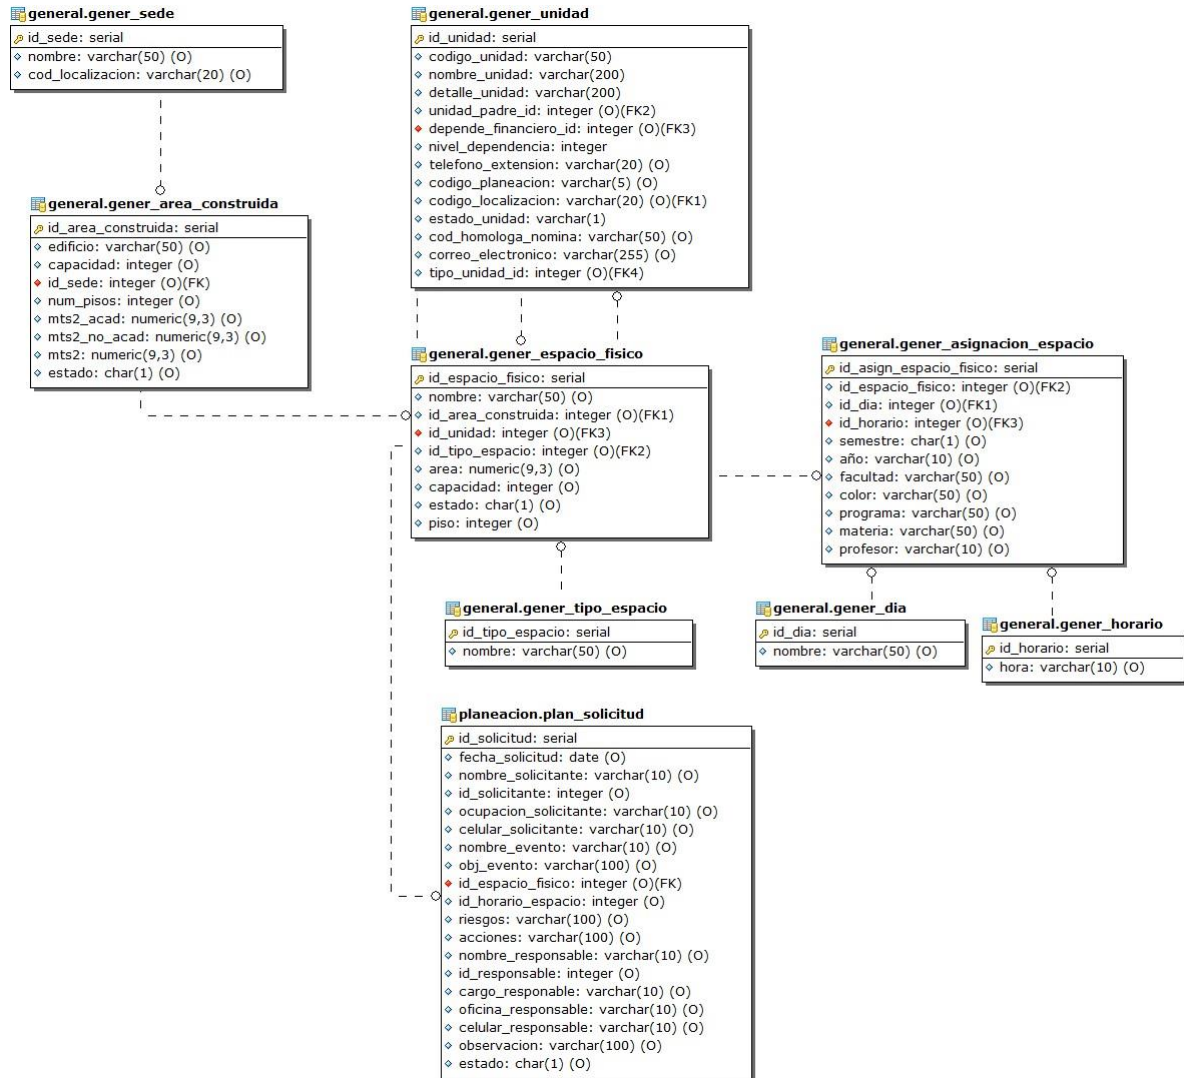 general.gener_sede
id_sede: serial
nombre: varchar(50) (O)
cod_localizacion: varchar(20) (O)
general.gener_unidad
id_unidad: serial
codigo_unidad: varchar(50)
nombre_unidad: varchar(200)
detalle_unidad: varchar(200)
unidad_padre_id: integer (O)(FK2)
depende_financiero_id: integer (O)(FK3)
nivel_dependencia: integer
telefono_extension: varchar(20) (O)
codigo_planeacion: varchar(5) (O)
codigo_localizacion: varchar(20) (O)(FK1)
estado_unidad: varchar(1)
cod_homologa_nomina: varchar(50) (O)
correo_electronico: varchar(255) (O)
tipo_unidad_id: integer (O)(FK4)
general.gener_area_construida
id_area_construida: serial
edificio: varchar(50) (O)
capacidad: integer (O)
id_sede: integer (O)(FK)
num_pisos: integer (O)
mts2_acad: numeric(9,3) (O)
mts2_no_acad: numeric(9,3) (O)
mts2: numeric(9,3) (O)
estado: char(1) (O)
general.gener_espacio_fisico
id_espacio_fisico: serial
nombre: varchar(50) (O)
id_area_construida: integer (O)(FK1)
id_unidad: integer (O)(FK3)
id_tipo_espacio: integer (O)(FK2)
area: numeric(9,3) (O)
capacidad: integer (O)
estado: char(1) (O)
piso: integer (O)
general.gener_asignacion_espacio
id_asign_espacio_fisico: serial
id_espacio_fisico: integer (O)(FK2)
id_dia: integer (O)(FK1)
id_horario: integer (O)(FK3)
semestre: char(1) (O)
año: varchar(10) (O)
facultad: varchar(50) (O)
color: varchar(50) (O)
programa: varchar(50) (O)
materia: varchar(50) (O)
profesor: varchar(10) (O)
general.gener_tipo_espacio
id_tipo_espacio: serial
nombre: varchar(50) (O)
general.gener_dia
id_dia: serial
nombre: varchar(50) (O)
general.gener_horario
id_horario: serial
hora: varchar(10) (O)
planeacion.plan_solicitud
id_solicitud: serial
fecha_solicitud: date (O)
nombre_solicitante: varchar(10) (O)
id_solicitante: integer (O)
ocupacion_solicitante: varchar(10) (O)
celular_solicitante: varchar(10) (O)
nombre_evento: varchar(10) (O)
obj_evento: varchar(100) (O)
id_espacio_fisico: integer (O)(FK)
id_horario_espacio: integer (O)
riesgos: varchar(100) (O)
acciones: varchar(100) (O)
nombre_responsable: varchar(10) (O)
id_responsable: integer (O)
cargo_responable: varchar(10) (O)
oficina_responsable: varchar(10) (O)
celular_responsable: varchar(10) (O)
observacion: varchar(100) (O)
estado: char(1) (O)